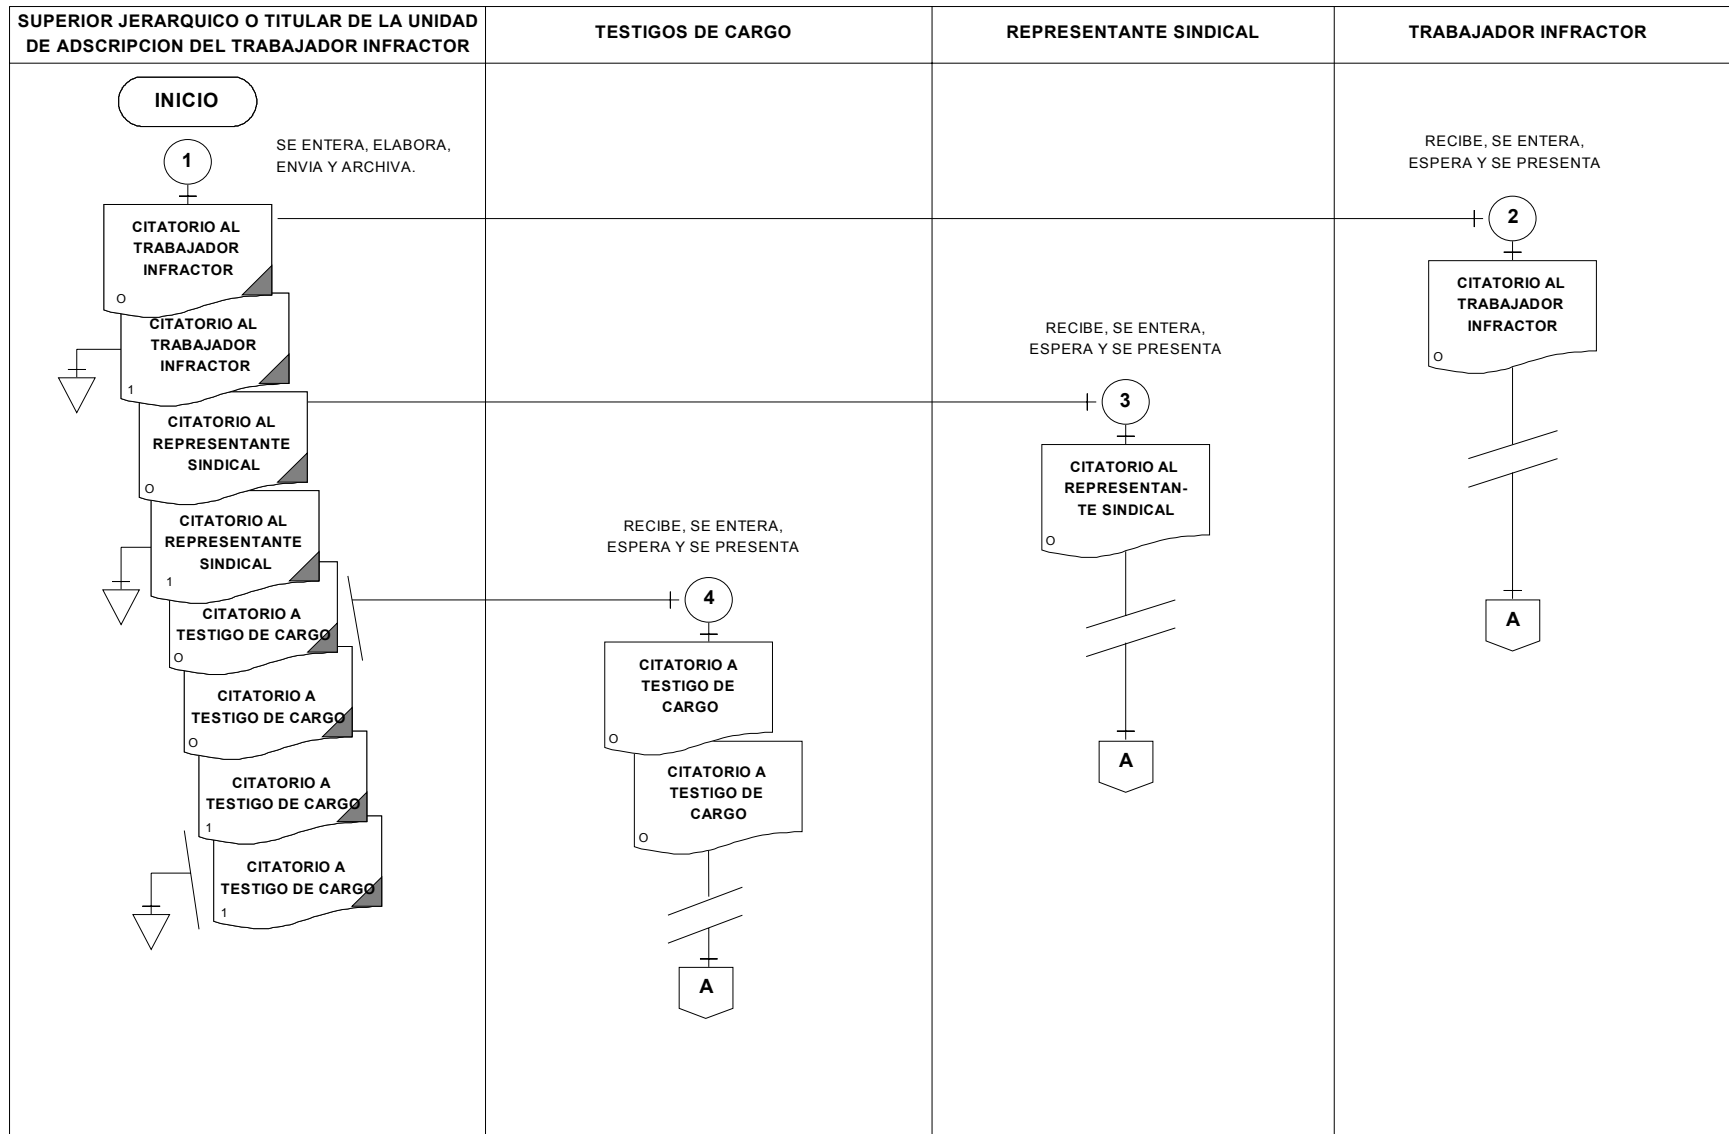 SUPERIOR JERARQUICO O TITULAR DE LA UNIDAD
DE ADSCRIPCION DEL TRABAJADOR INFRACTOR
TESTIGOS DE CARGO
REPRESENTANTE SINDICAL
TRABAJADOR INFRACTOR
INICIO
1
SE ENTERA, ELABORA,
ENVIA Y ARCHIVA.
CITATORIO AL
TRABAJADOR
INFRACTOR
O
CITATORIO AL
TRABAJADOR
INFRACTOR
1
CITATORIO AL
REPRESENTANTE
SINDICAL
O
CITATORIO AL
REPRESENTANTE
SINDICAL
1
CITATORIO A
TESTIGO DE CARGO
O
CITATORIO A
TESTIGO DE CARGO
O
CITATORIO A
TESTIGO DE CARGO
1
CITATORIO A
TESTIGO DE CARGO
1
RECIBE, SE ENTERA,
ESPERA Y SE PRESENTA
4
CITATORIO A
TESTIGO DE
CARGO
O
CITATORIO A
TESTIGO DE
CARGO
O
A
RECIBE, SE ENTERA,
ESPERA Y SE PRESENTA
3
CITATORIO AL
REPRESENTAN-
TE SINDICAL
O
A
RECIBE, SE ENTERA,
ESPERA Y SE PRESENTA
2
CITATORIO AL
TRABAJADOR
INFRACTOR
O
A